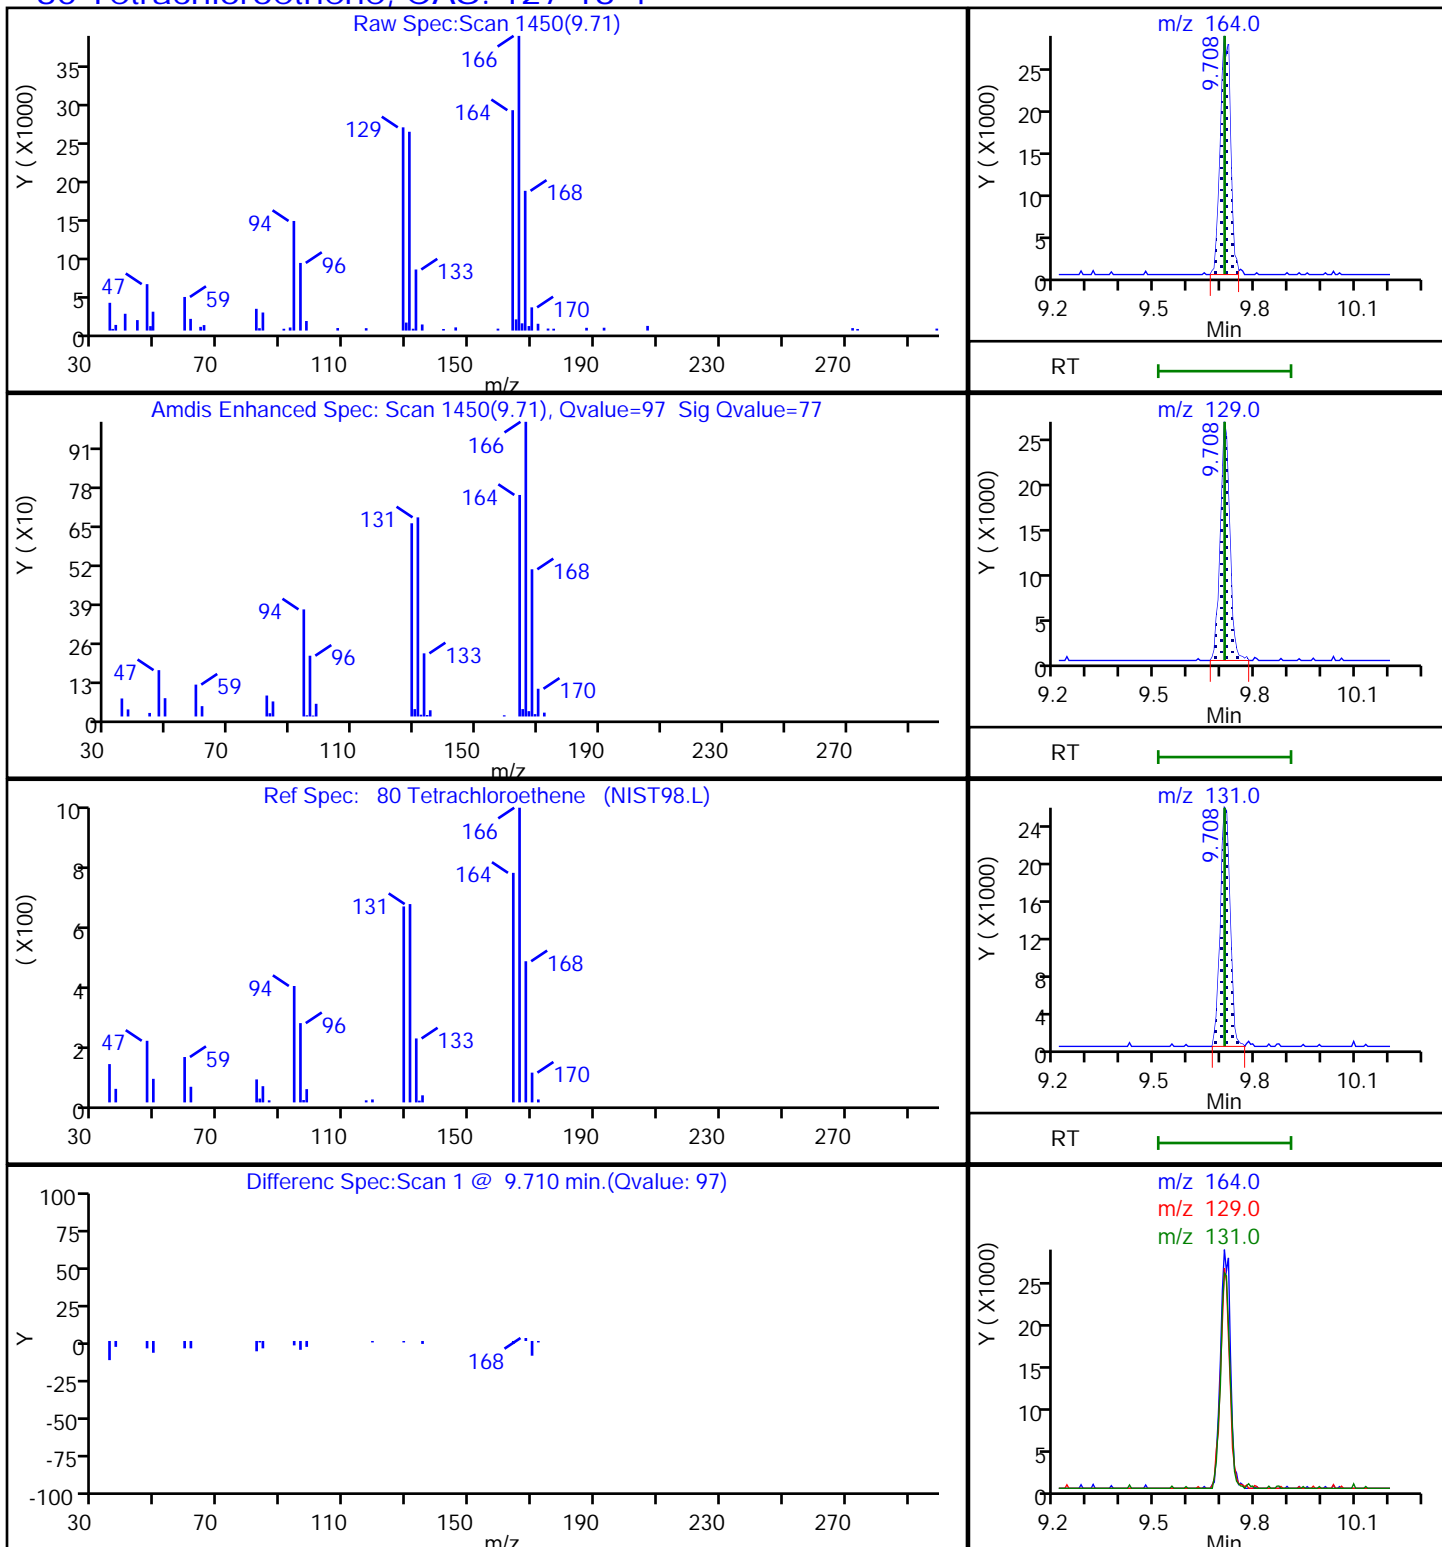 80 Tetrachloroethene, CAS: 127-18-4
Raw Spec:Scan 1450(9.71)
Y ( X1000)
35
30
25
20
15
10
5
0
166
164
129
168
94
96
133
47
59
170
30 70 110 150 190 230 270
m/z
m/z 164.0
Y ( X1000)
25
20
15
10
5
0
9.708
9.2 9.5 9.8 10.1
Min
RT
Amdis Enhanced Spec: Scan 1450(9.71), Qvalue=97 Sig Qvalue=77
Y ( X10)
91
78
65
52
39
26
13
0
166
164
131
168
94
96
133
47
59
170
30 70 110 150 190 230 270
m/z
m/z 129.0
Y ( X1000)
25
20
15
10
5
0
9.708
9.2 9.5 9.8 10.1
Min
RT
Ref Spec: 80 Tetrachloroethene (NIST98.L)
( X100)
10
8
6
4
2
0
166
164
131
168
94
96
133
47
59
170
30 70 110 150 190 230 270
m/z 131.0
Y ( X1000)
24
20
16
12
8
4
0
9.708
9.2 9.5 9.8 10.1
Min
RT
Differenc Spec:Scan 1 @ 9.710 min.(Qvalue: 97)
Y
100
75
50
25
0
-25
-50
-75
-100
168
30 70 110 150 190 230 270
m/z
m/z 164.0
m/z 129.0
m/z 131.0
Y ( X1000)
25
20
15
10
5
0
9.2 9.5 9.8 10.1
Min